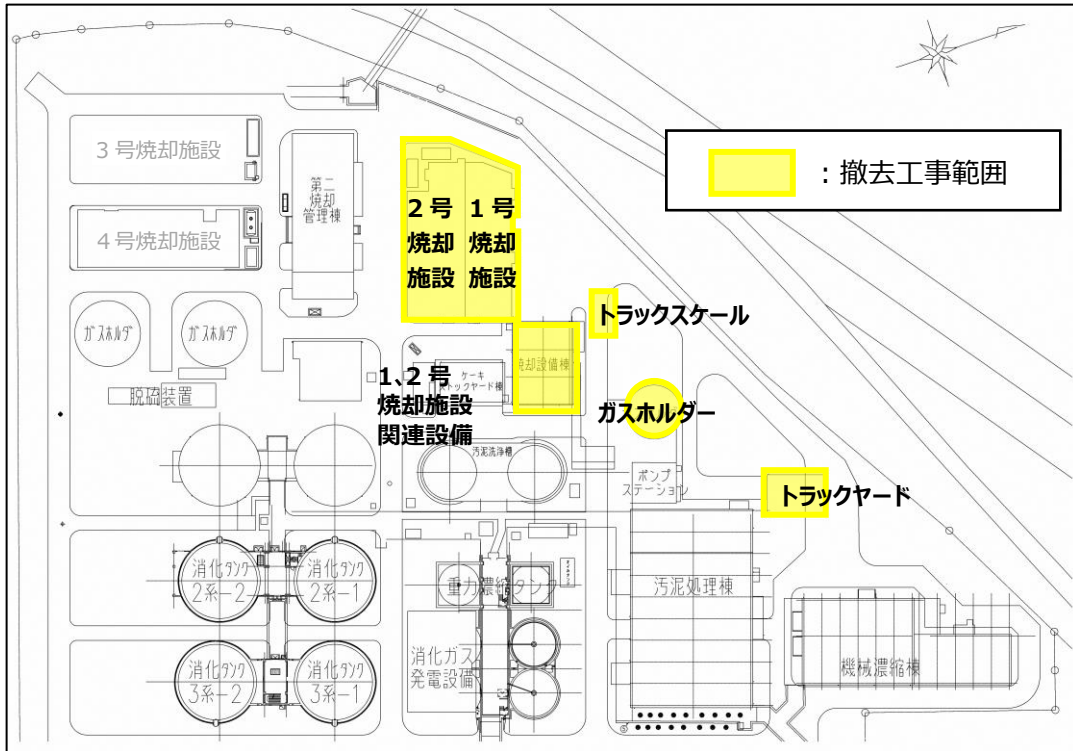 ：撤去工事範囲
3号焼却施設
第二
焼却
管理棟
2号
焼却
施設
1号
焼却
施設
4号焼却施設
トラックスケール
ガスホルダ
ガスホルダ
焼却設備棟
1、2号
焼却施設
関連設備
ケーキ
ストックヤード棟
脱硫装置
ガスホルダー
汚泥洗浄槽
ポンプ
ステーション
トラックヤード
消化タンク
2系-2
消化タンク
2系-1
重力濃縮タンク
汚泥処理棟
消化ガス
発電設備
消化タンク
3系-2
消化タンク
3系-1
機械濃縮棟